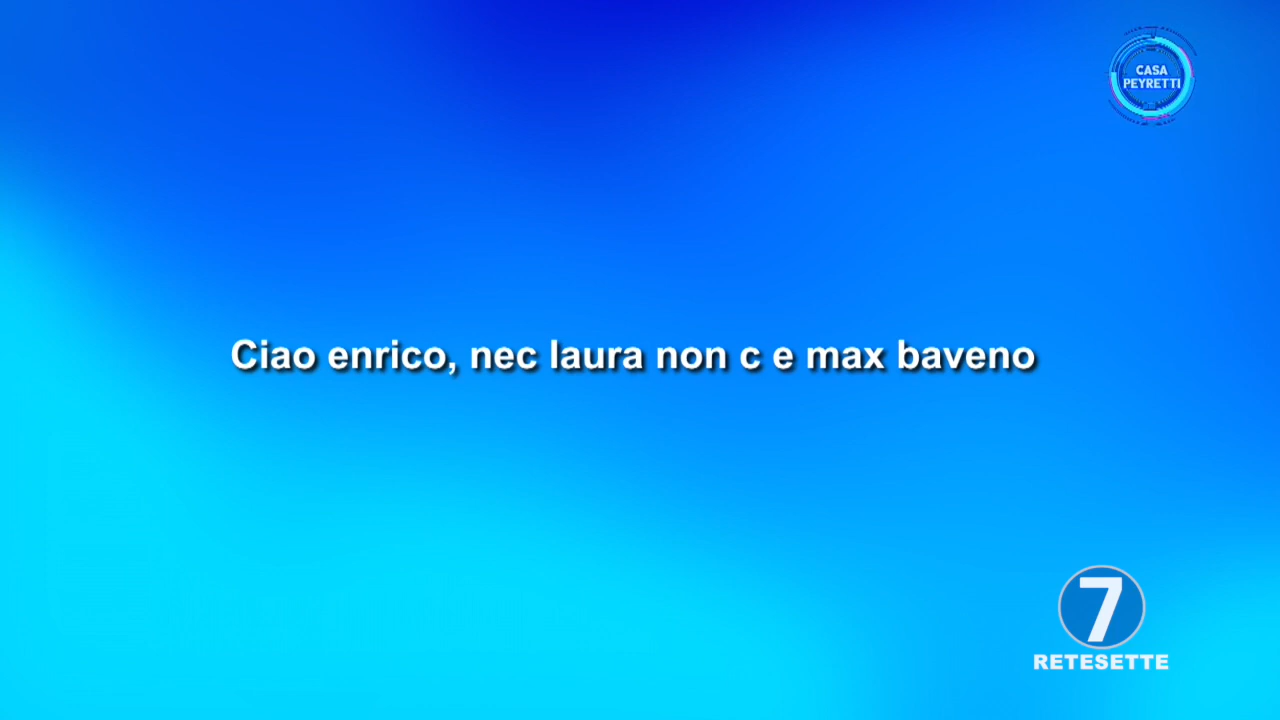 CASA
PEYRETTI
Ciao enrico, nec laura non c e max baveno
7
RETESETTE